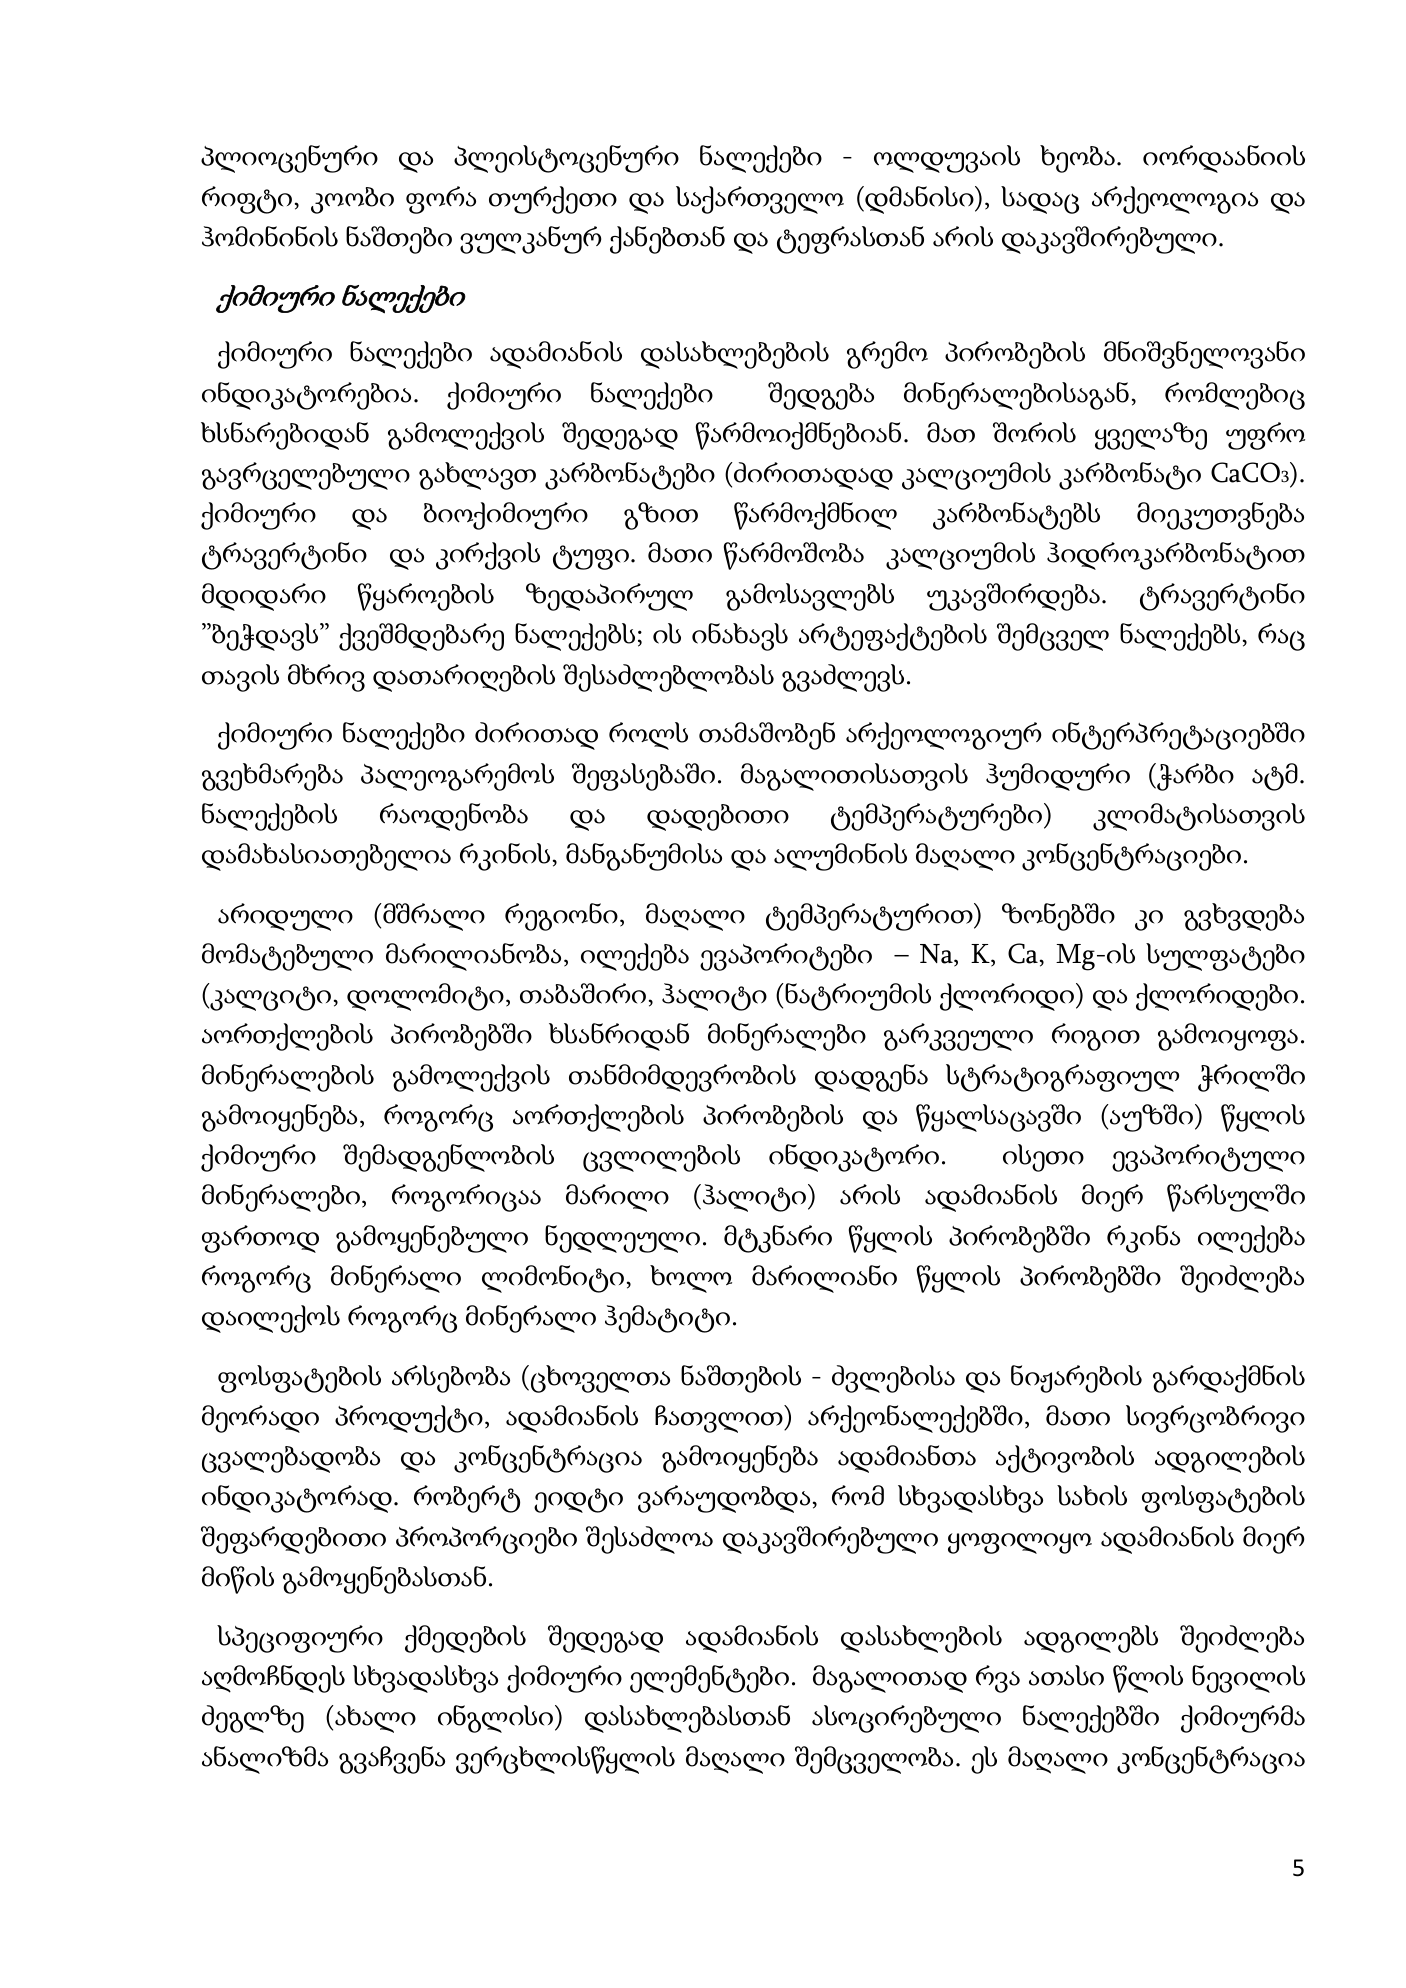 პლიოცენური და პლეისტოცენური ნალექები - ოლდუვაის ხეობა. იორდაანიის
რიფტი, კოობი ფორა თურქეთი და საქართველო (დმანისი), სადაც არქეოლოგია და
ჰომინინის ნაშთები ვულკანურ ქანებთან და ტეფრასთან არის დაკავშირებული.
ქიმიური ნალექები
ქიმიური ნალექები ადამიანის დასახლებების გრემო პირობების მნიშვნელოვანი
ინდიკატორებია. ქიმიური ნალექები შედგება მინერალებისაგან, რომლებიც
ხსნარებიდან გამოლექვის შედეგად წარმოიქმნებიან. მათ შორის ყველაზე უფრო
გავრცელებული გახლავთ კარბონატები (ძირითადად კალციუმის კარბონატი CaCO₃).
ქიმიური და ბიოქიმიური გზით წარმოქმნილ კარბონატებს მიეკუთვნება
ტრავერტინი და კირქვის ტუფი. მათი წარმოშობა კალციუმის ჰიდროკარბონატით
მდიდარი წყაროების ზედაპირულ გამოსავლებს უკავშირდება. ტრავერტინი
”ბეჭდავს” ქვეშმდებარე ნალექებს; ის ინახავს არტეფაქტების შემცველ ნალექებს, რაც
თავის მხრივ დათარიღების შესაძლებლობას გვაძლევს.
ქიმიური ნალექები ძირითად როლს თამაშობენ არქეოლოგიურ ინტერპრეტაციებში
გვეხმარება პალეოგარემოს შეფასებაში. მაგალითისათვის ჰუმიდური (ჭარბი ატმ.
ნალექების რაოდენობა და დადებითი ტემპერატურები) კლიმატისათვის
დამახასიათებელია რკინის, მანგანუმისა და ალუმინის მაღალი კონცენტრაციები.
არიდული (მშრალი რეგიონი, მაღალი ტემპერატურით) ზონებში კი გვხვდება
მომატებული მარილიანობა, ილექება ევაპორიტები – Na, K, Ca, Mg-ის სულფატები
(კალციტი, დოლომიტი, თაბაშირი, ჰალიტი (ნატრიუმის ქლორიდი) და ქლორიდები.
აორთქლების პირობებში ხსანრიდან მინერალები გარკვეული რიგით გამოიყოფა.
მინერალების გამოლექვის თანმიმდევრობის დადგენა სტრატიგრაფიულ ჭრილში
გამოიყენება, როგორც აორთქლების პირობების და წყალსაცავში (აუზში) წყლის
ქიმიური შემადგენლობის ცვლილების ინდიკატორი. ისეთი ევაპორიტული
მინერალები, როგორიცაა მარილი (ჰალიტი) არის ადამიანის მიერ წარსულში
ფართოდ გამოყენებული ნედლეული. მტკნარი წყლის პირობებში რკინა ილექება
როგორც მინერალი ლიმონიტი, ხოლო მარილიანი წყლის პირობებში შეიძლება
დაილექოს როგორც მინერალი ჰემატიტი.
ფოსფატების არსებობა (ცხოველთა ნაშთების - ძვლებისა და ნიჟარების გარდაქმნის
მეორადი პროდუქტი, ადამიანის ჩათვლით) არქეონალექებში, მათი სივრცობრივი
ცვალებადობა და კონცენტრაცია გამოიყენება ადამიანთა აქტივობის ადგილების
ინდიკატორად. რობერტ ეიდტი ვარაუდობდა, რომ სხვადასხვა სახის ფოსფატების
შეფარდებითი პროპორციები შესაძლოა დაკავშირებული ყოფილიყო ადამიანის მიერ
მიწის გამოყენებასთან.
სპეციფიური ქმედების შედეგად ადამიანის დასახლების ადგილებს შეიძლება
აღმოჩნდეს სხვადასხვა ქიმიური ელემენტები. მაგალითად რვა ათასი წლის ნევილის
ძეგლზე (ახალი ინგლისი) დასახლებასთან ასოცირებული ნალექებში ქიმიურმა
ანალიზმა გვაჩვენა ვერცხლისწყლის მაღალი შემცველობა. ეს მაღალი კონცენტრაცია
5